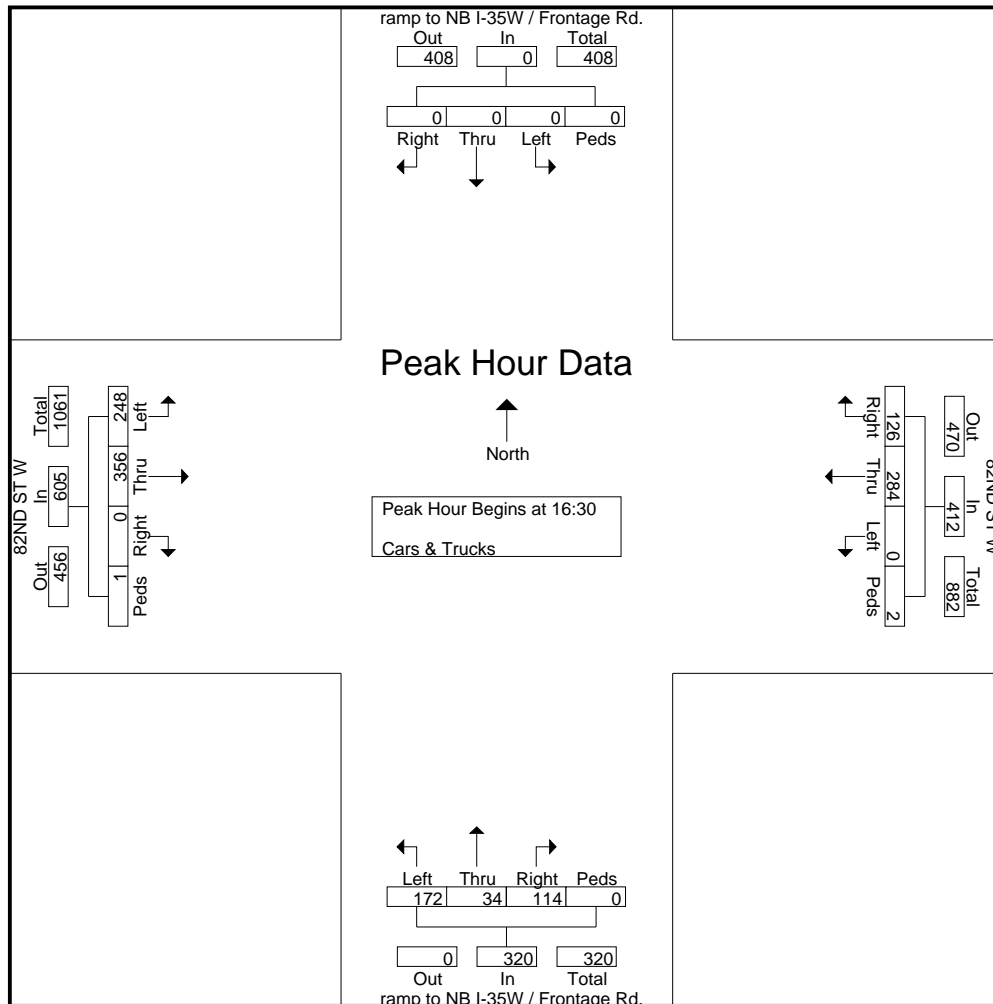 ramp to NB I-35W / Frontage Rd.
Out In Total
408 0 408
0 0 0 0
Right Thru Left Peds
Peak Hour Data
North
Peak Hour Begins at 16:30
Cars & Trucks
82ND ST W
Out In Total
456 605 1061
1 0 356 248
Peds Right Thru Left
82ND ST W
Out In Total
470 412 882
126 284 0 2
Right Thru Left Peds
Left Thru Right Peds
172 34 114 0
0 320 320
Out In Total
ramp to NB I-35W / Frontage Rd.